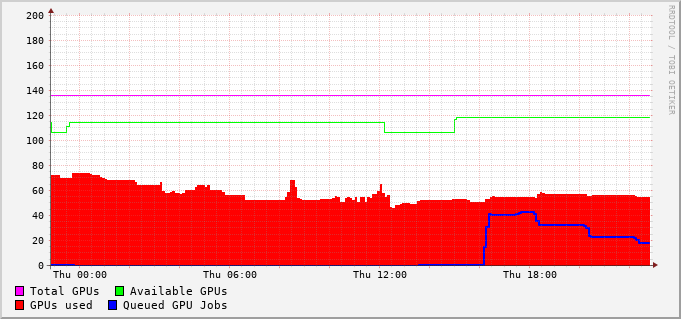 200
180
160
140
120
100
80
60
40
20
0
Thu 00:00 Thu 06:00 Thu 12:00 Thu 18:00
Total GPUs Available GPUs
GPUs used Queued GPU Jobs
RRDTOOL / TOBI OETIKER